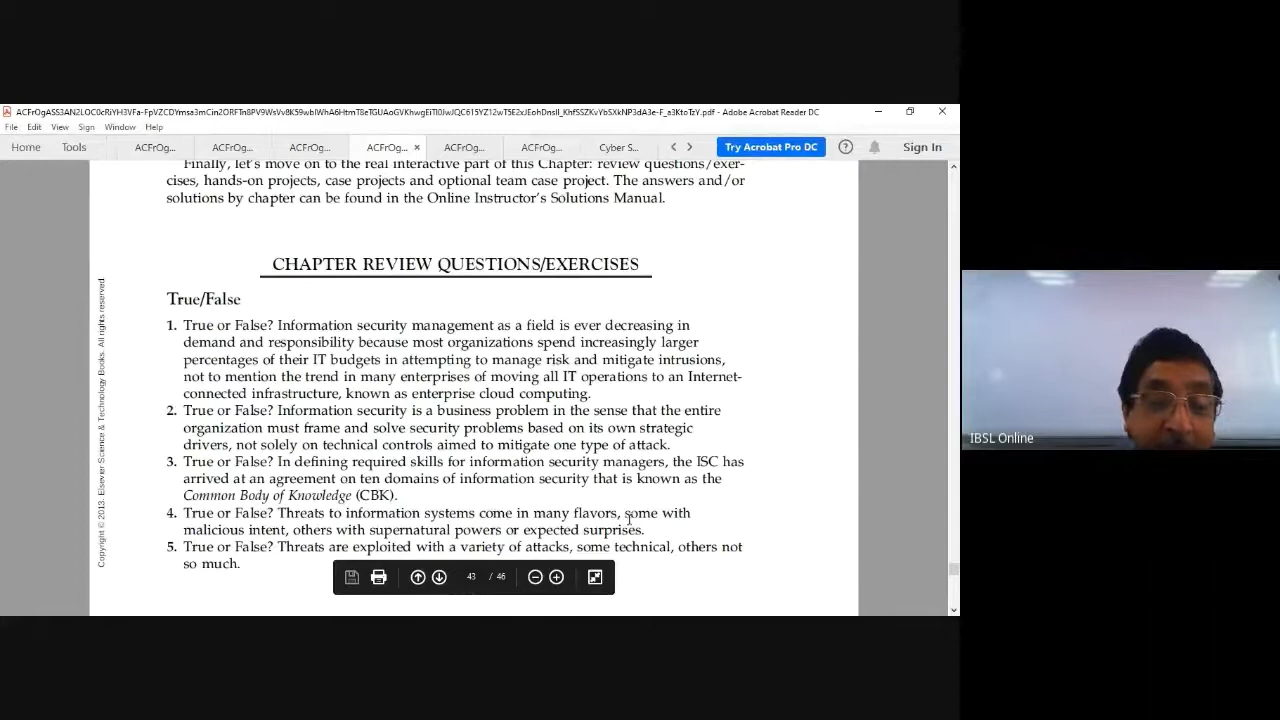 File Edit View Sign Window Help
Home Tools ACFrOg... ACFrOg... ACFrOg... ACFrOg... × ACFrOg... ACFrOg... Cyber S... Try Acrobat Pro DC Sign In
Finally, let's move on to the real interactive part of this Chapter: review questions/exer-
cises, hands-on projects, case projects and optional team case project. The answers and/or
solutions by chapter can be found in the Online Instructor's Solutions Manual.
CHAPTER REVIEW QUESTIONS/EXERCISES
True/False
1. True or False? Information security management as a field is ever decreasing in
demand and responsibility because most organizations spend increasingly larger
percentages of their IT budgets in attempting to manage risk and mitigate intrusions,
not to mention the trend in many enterprises of moving all IT operations to an Internet-
connected infrastructure, known as enterprise cloud computing.
2. True or False? Information security is a business problem in the sense that the entire
organization must frame and solve security problems based on its own strategic
drivers, not solely on technical controls aimed to mitigate one type of attack.
3. True or False? In defining required skills for information security managers, the ISC has
arrived at an agreement on ten domains of information security that is known as the
Common Body of Knowledge (CBK).
4. True or False? Threats to information systems come in many flavors, some with
malicious intent, others with supernatural powers or expected surprises.
5. True or False? Threats are exploited with a variety of attacks, some technical, others not
so much.
Copyright © 2013. Elsevier Science & Technology Books. All rights reserved
43 / 46
IBSL Online